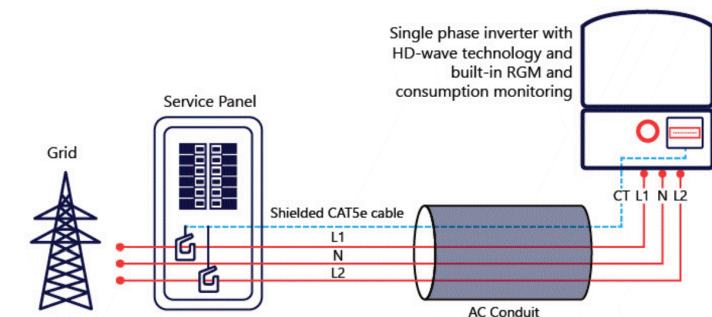 Single phase inverter with
HD-wave technology and
built-in RGM and
consumption monitoring
Service Panel
Grid
CT L1 N L2
Shielded CAT5e cable
L1
N
L2
AC Conduit